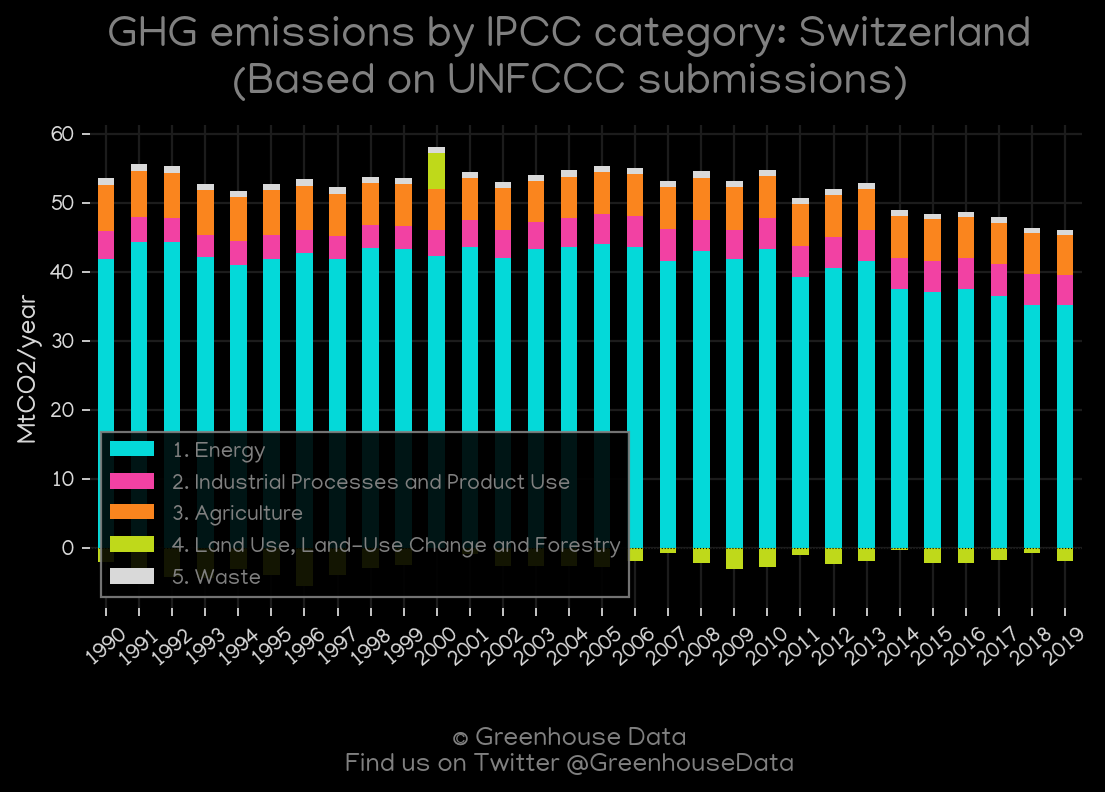 GHG emissions by IPCC category: Switzerland
(Based on UNFCCC submissions)
MtCO2/year
60
50
40
30
20
10
0
1. Energy
2. Industrial Processes and Product Use
3. Agriculture
4. Land Use, Land-Use Change and Forestry
5. Waste
1990 1991 1992 1993 1994 1995 1996 1997 1998 1999 2000 2001 2002 2003 2004 2005 2006 2007 2008 2009 2010 2011 2012 2013 2014 2015 2016 2017 2018 2019
© Greenhouse Data
Find us on Twitter @GreenhouseData